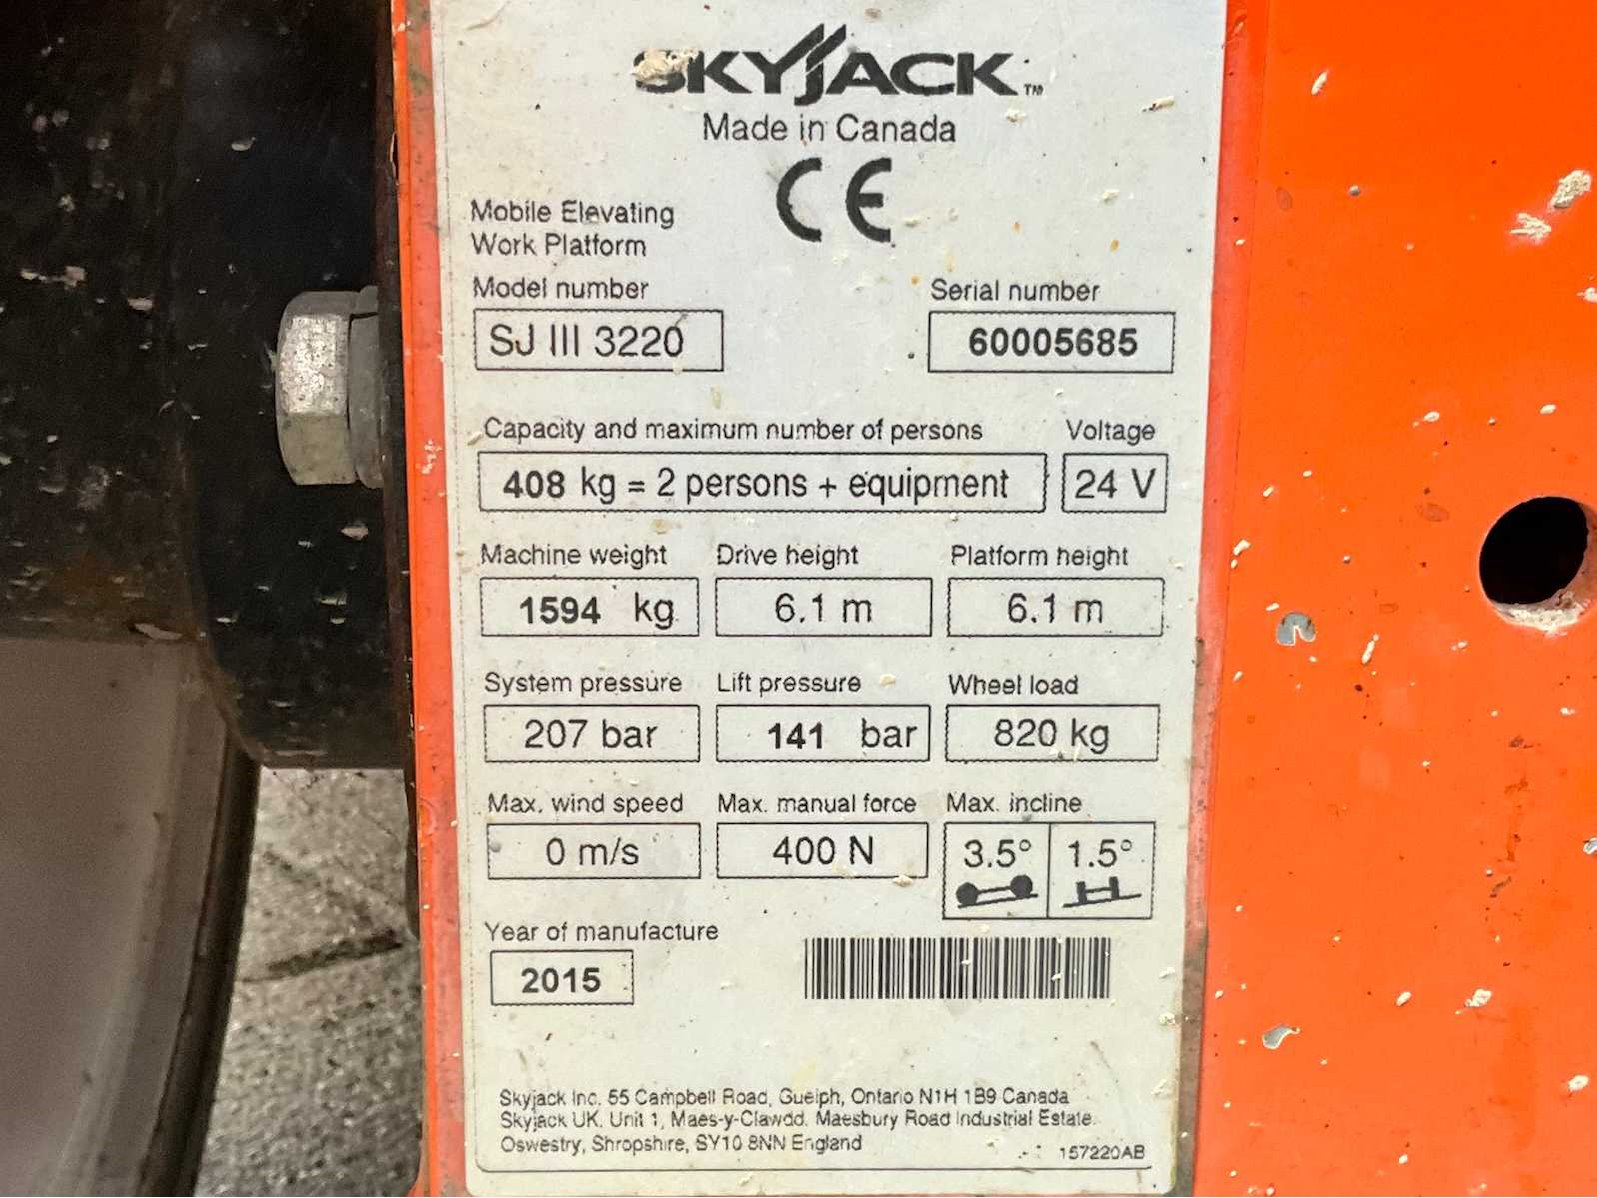 SKYJACK™
Made in Canada
CE
Mobile Elevating
Work Platform
Model number
SJ III 3220
Serial number
60005685
Capacity and maximum number of persons
408 kg = 2 persons + equipment
Voltage
24 V
Machine weight
1594 kg
Drive height
6.1 m
Platform height
6.1 m
System pressure
207 bar
Lift pressure
141 bar
Wheel load
820 kg
Max. wind speed
0 m/s
Max. manual force
400 N
Max. incline
3.5° 1.5°
Year of manufacture
2015
Skyjack Inc. 55 Campbell Road, Guelph, Ontario N1H 1B9 Canada
Skyjack UK. Unit 1, Maes-y-Clawdd. Maesbury Road Industrial Estate.
Oswestry, Shropshire, SY10 8NN England
157220AB